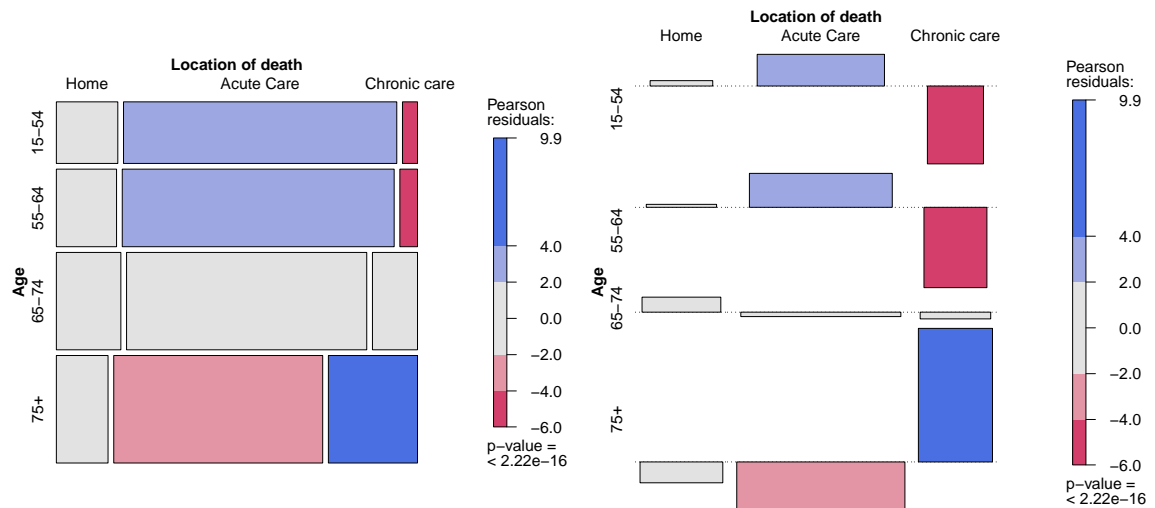 Location of death
Home Acute Care Chronic care
Age
15−54
55−64
65−74
75+
Pearson
residuals:
9.9
4.0
2.0
0.0
−2.0
−4.0
−6.0
p−value =
< 2.22e−16
Location of death
Home Acute Care Chronic care
Age
15−54
55−64
65−74
75+
Pearson
residuals:
9.9
4.0
2.0
0.0
−2.0
−4.0
−6.0
p−value =
< 2.22e−16